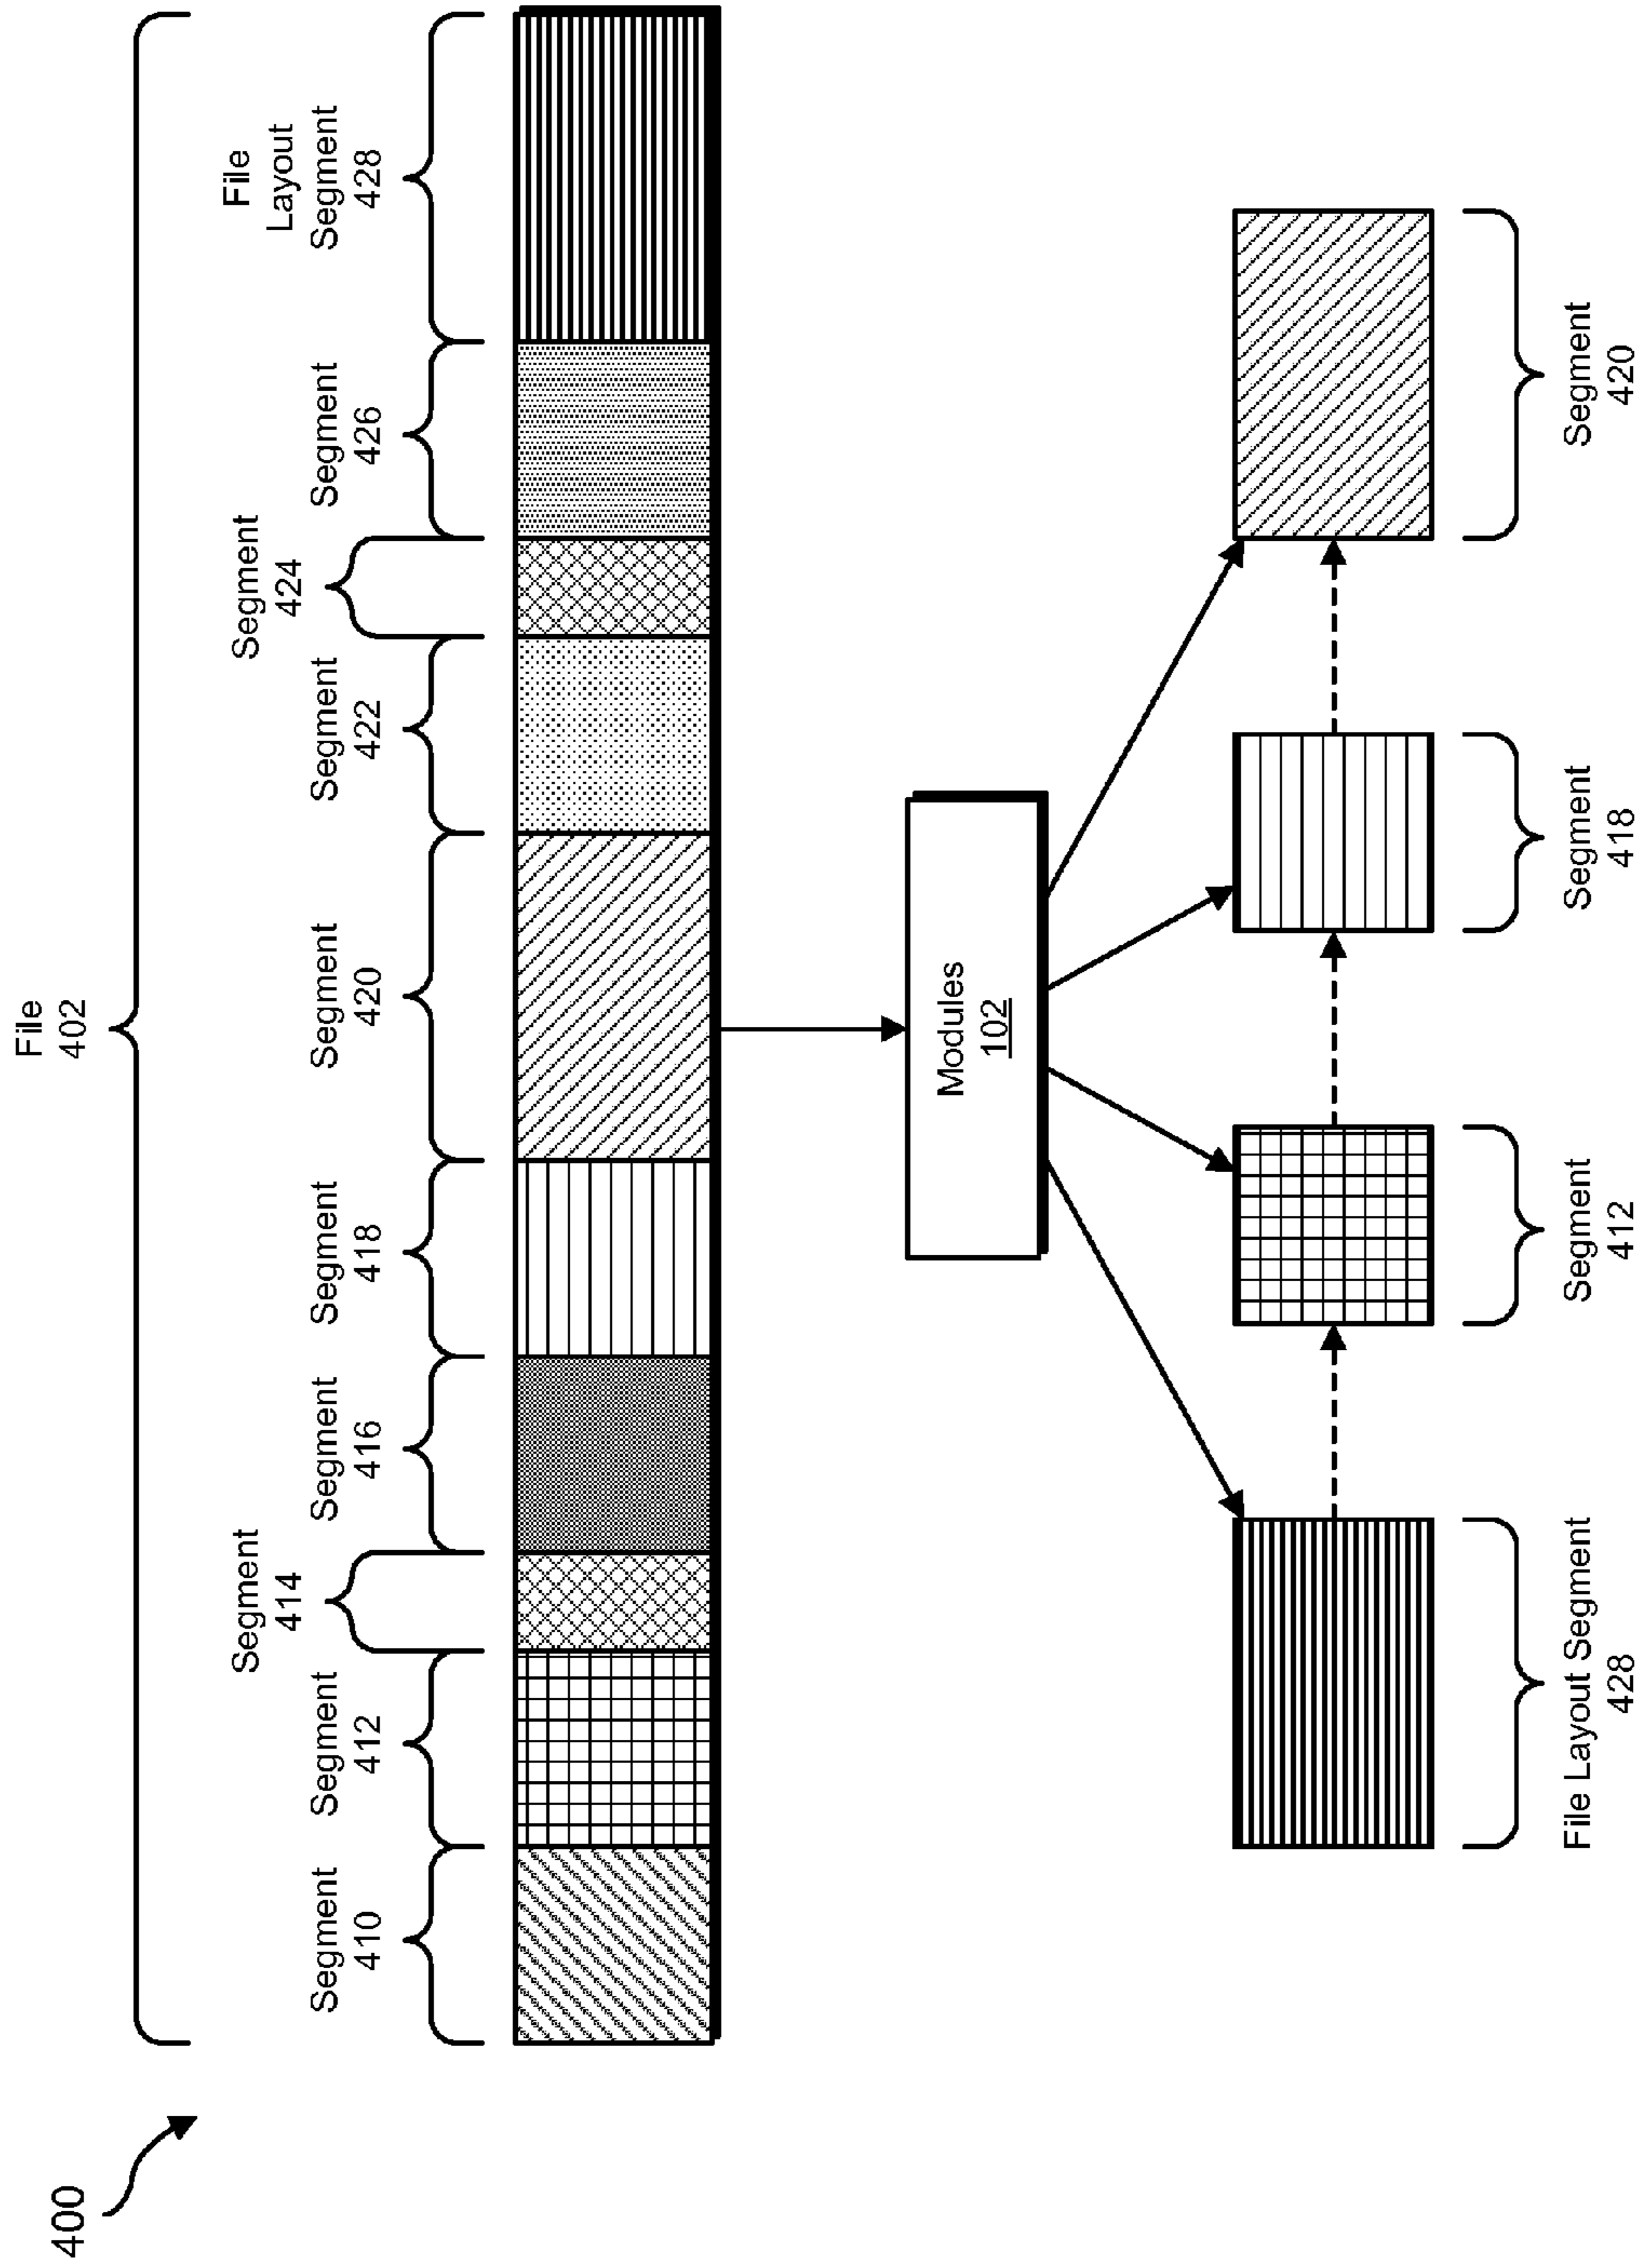 400
File
402
Segment
410
Segment
412
Segment
414
Segment
416
Segment
418
Segment
420
Segment
422
Segment
424
Segment
426
File
Layout
Segment
428
Modules
102
File Layout Segment
428
Segment
412
Segment
418
Segment
420